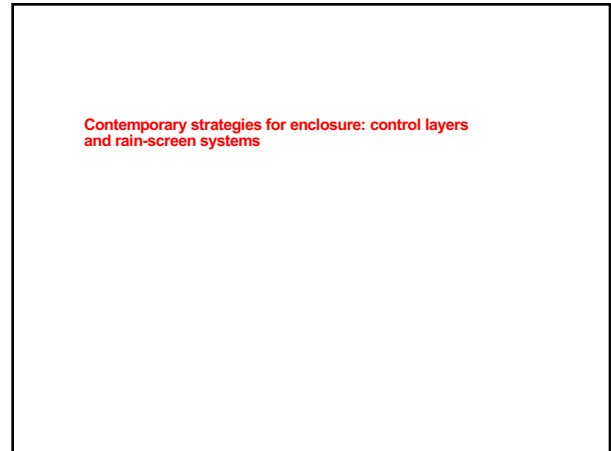 Contemporary strategies for enclosure: control layers
and rain-screen systems